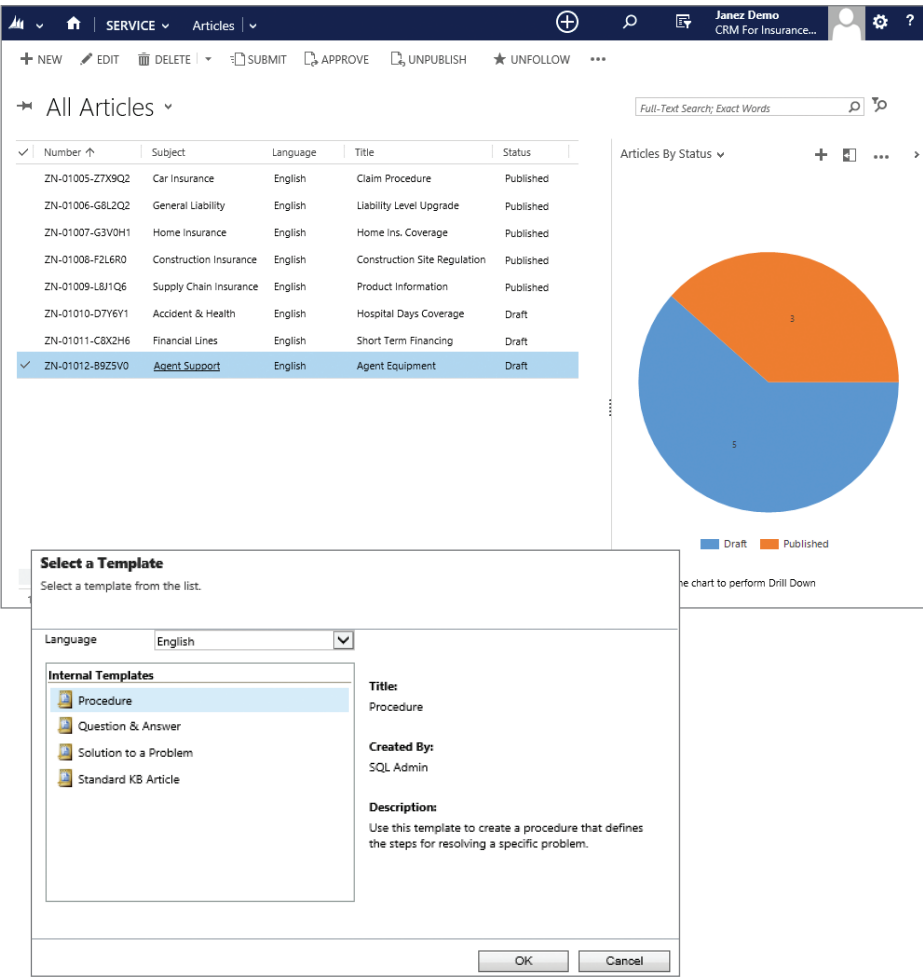 SERVICE Articles Janez Demo
CRM For Insurance... ?
NEW EDIT DELETE SUBMIT APPROVE UNPUBLISH UNFOLLOW •••
All Articles
Full-Text Search; Exact Words
Number ↑ Subject Language Title Status
Articles By Status
ZN-01005-Z7X9Q2 Car Insurance English Claim Procedure Published
ZN-01006-G8L2Q2 General Liability English Liability Level Upgrade Published
ZN-01007-G3V0H1 Home Insurance English Home Ins. Coverage Published
ZN-01008-F2L6R0 Construction Insurance English Construction Site Regulation Published
ZN-01009-L8J1Q6 Supply Chain Insurance English Product Information Published
ZN-01010-D7Y6Y1 Accident & Health English Hospital Days Coverage Draft
ZN-01011-C8X2H6 Financial Lines English Short Term Financing Draft
ZN-01012-B9Z5V0 Agent Support English Agent Equipment Draft
3
5
Draft Published
chart to perform Drill Down
Select a Template
Select a template from the list.
Language English
Internal Templates
Procedure
Question & Answer
Solution to a Problem
Standard KB Article
Title:
Procedure
Created By:
SQL Admin
Description:
Use this template to create a procedure that defines
the steps for resolving a specific problem.
OK Cancel